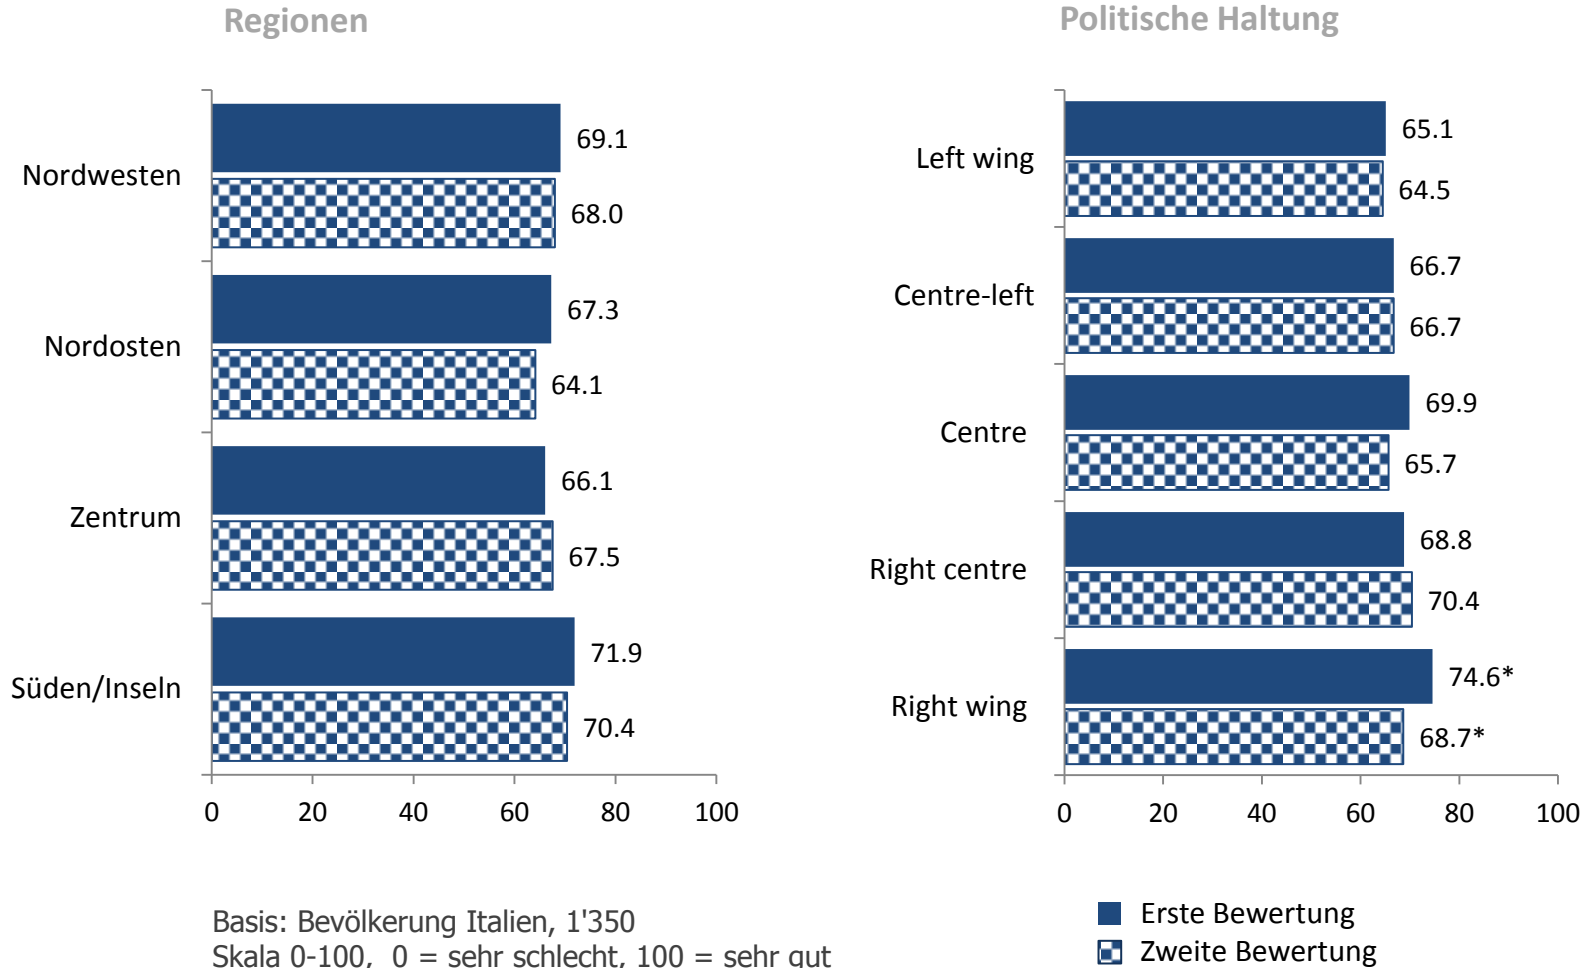 Regionen
Nordwesten
69.1
68.0
Nordosten
67.3
64.1
Zentrum
66.1
67.5
Süden/Inseln
71.9
70.4
0 20 40 60 80 100
Politische Haltung
Left wing
65.1
64.5
Centre-left
66.7
66.7
Centre
69.9
65.7
Right centre
68.8
70.4
Right wing
74.6*
68.7*
0 20 40 60 80 100
Basis: Bevölkerung Italien, 1'350
Skala 0-100, 0 = sehr schlecht, 100 = sehr gut
Erste Bewertung
Zweite Bewertung